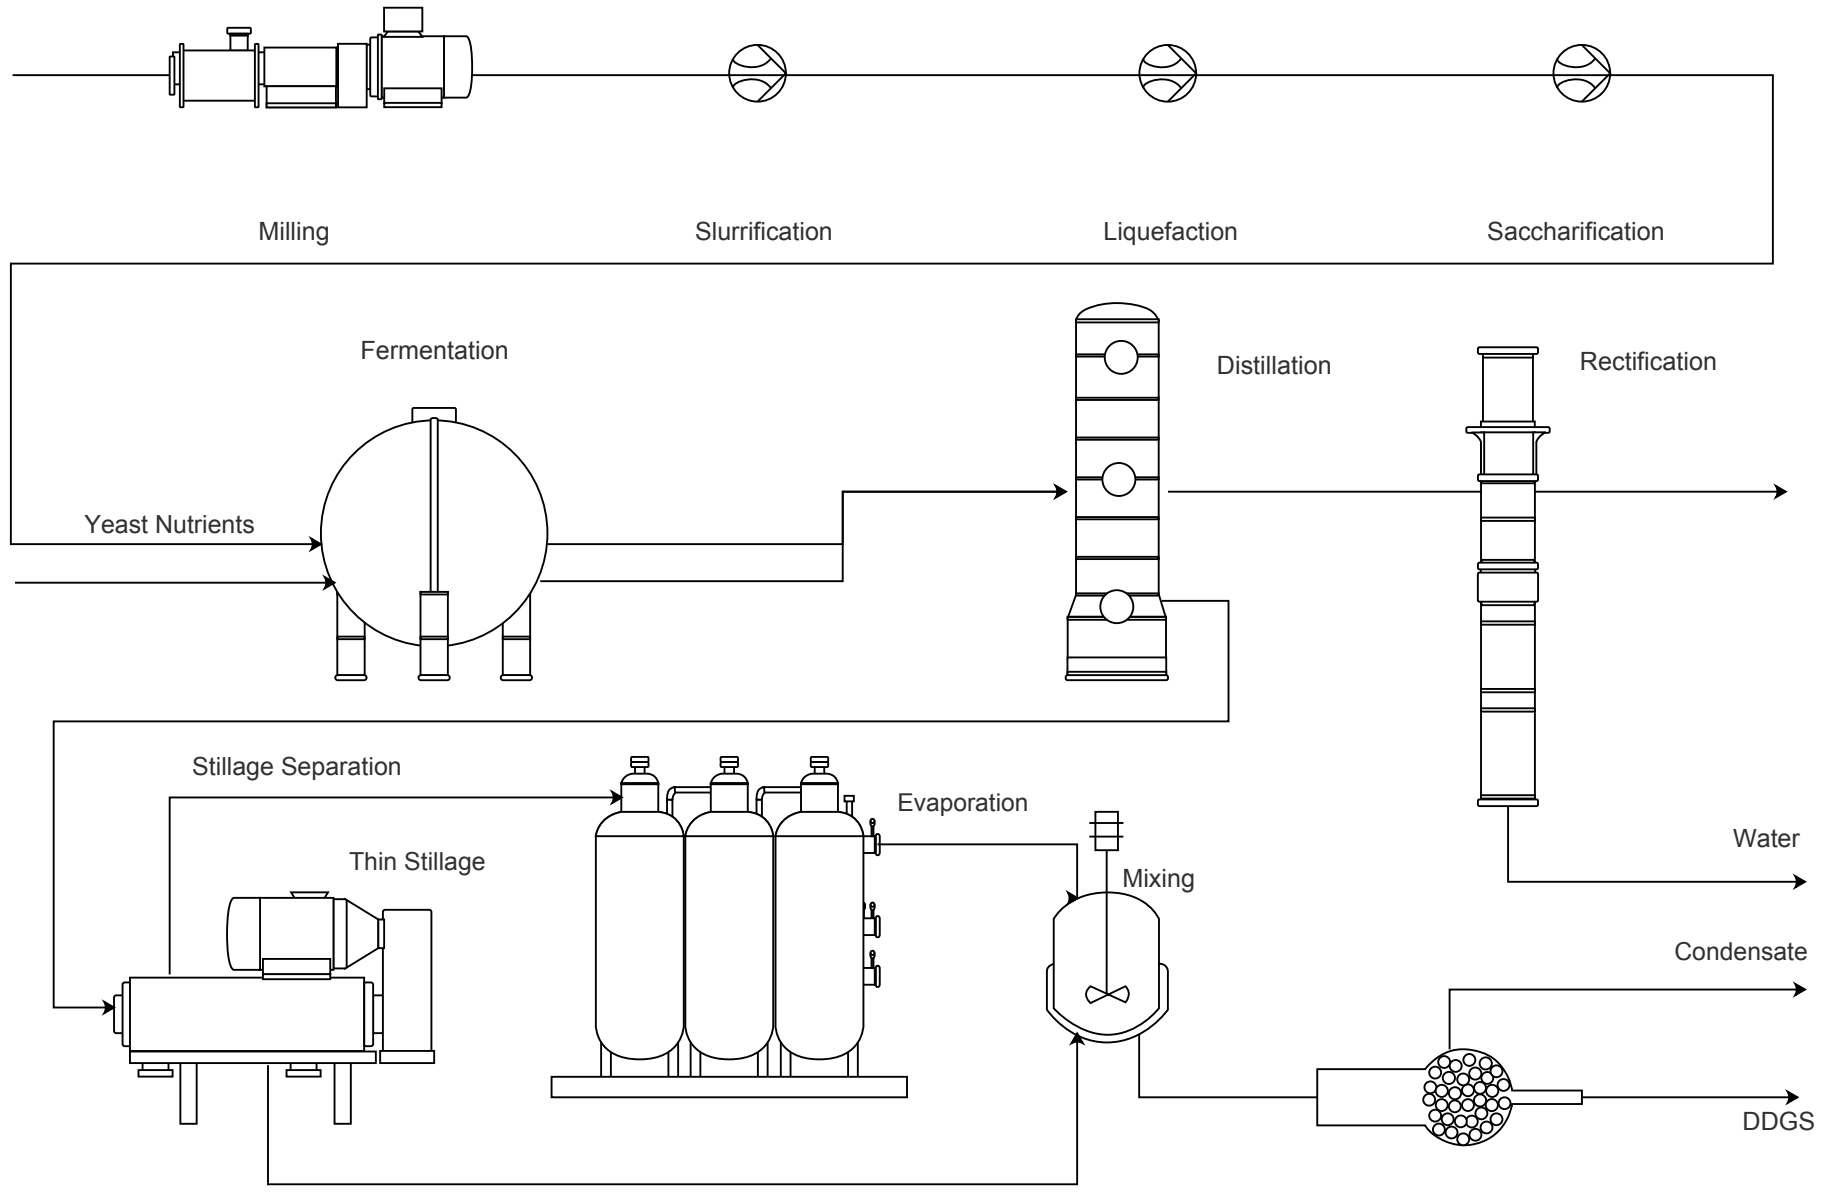 Milling
Slurrification
Liquefaction
Saccharification
Fermentation
Distillation
Rectification
Yeast Nutrients
Stillage Separation
Evaporation
Water
Thin Stillage
Mixing
Condensate
DDGS